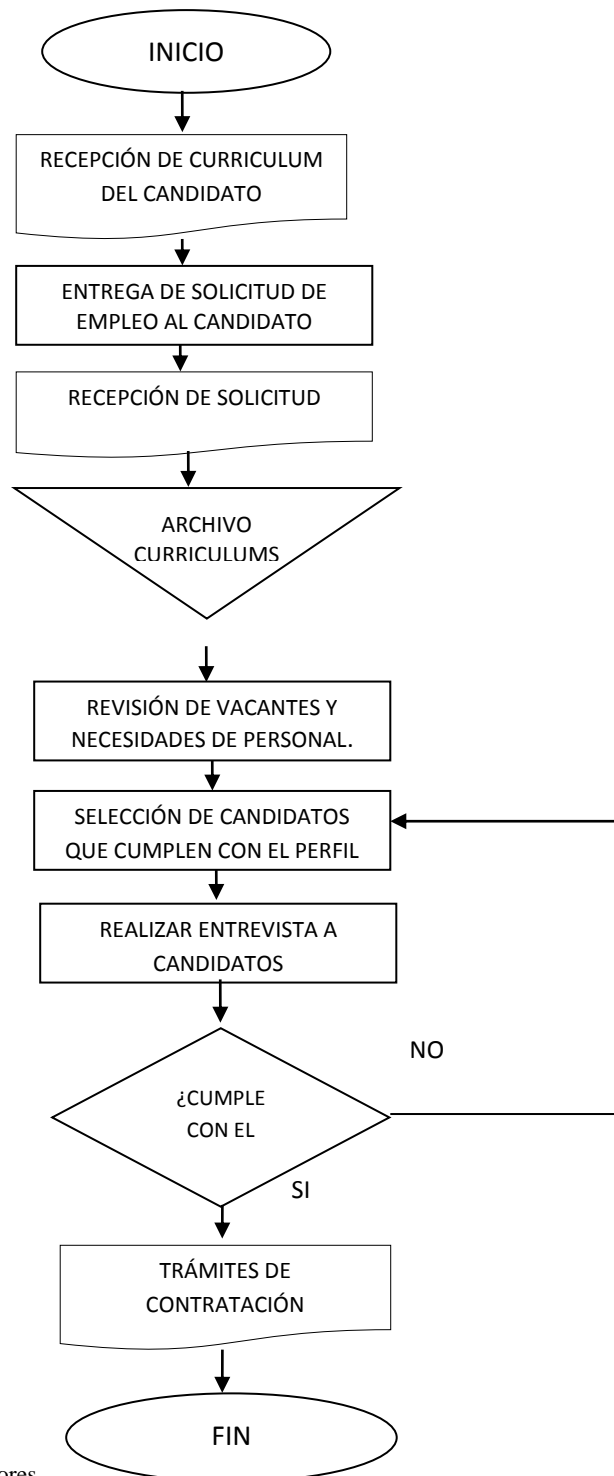 INICIO
RECEPCIÓN DE CURRICULUM
DEL CANDIDATO
ENTREGA DE SOLICITUD DE
EMPLEO AL CANDIDATO
RECEPCIÓN DE SOLICITUD
ARCHIVO
CURRICULUMS
REVISIÓN DE VACANTES Y
NECESIDADES DE PERSONAL.
SELECCIÓN DE CANDIDATOS
QUE CUMPLEN CON EL PERFIL
REALIZAR ENTREVISTA A
CANDIDATOS
NO
¿CUMPLE
CON EL
SI
TRÁMITES DE
CONTRATACIÓN
FIN